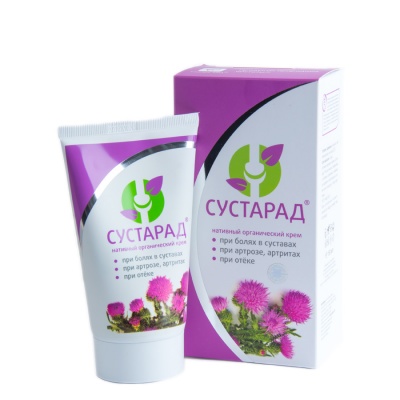 СУСТАРАД®
нативный органический крем
при болях в суставах
при артрозе, артритах
при отёке
СУСТАРАД®
нативный органический крем
• при болях в суставах
• при артрозе, артритах
• при отёке